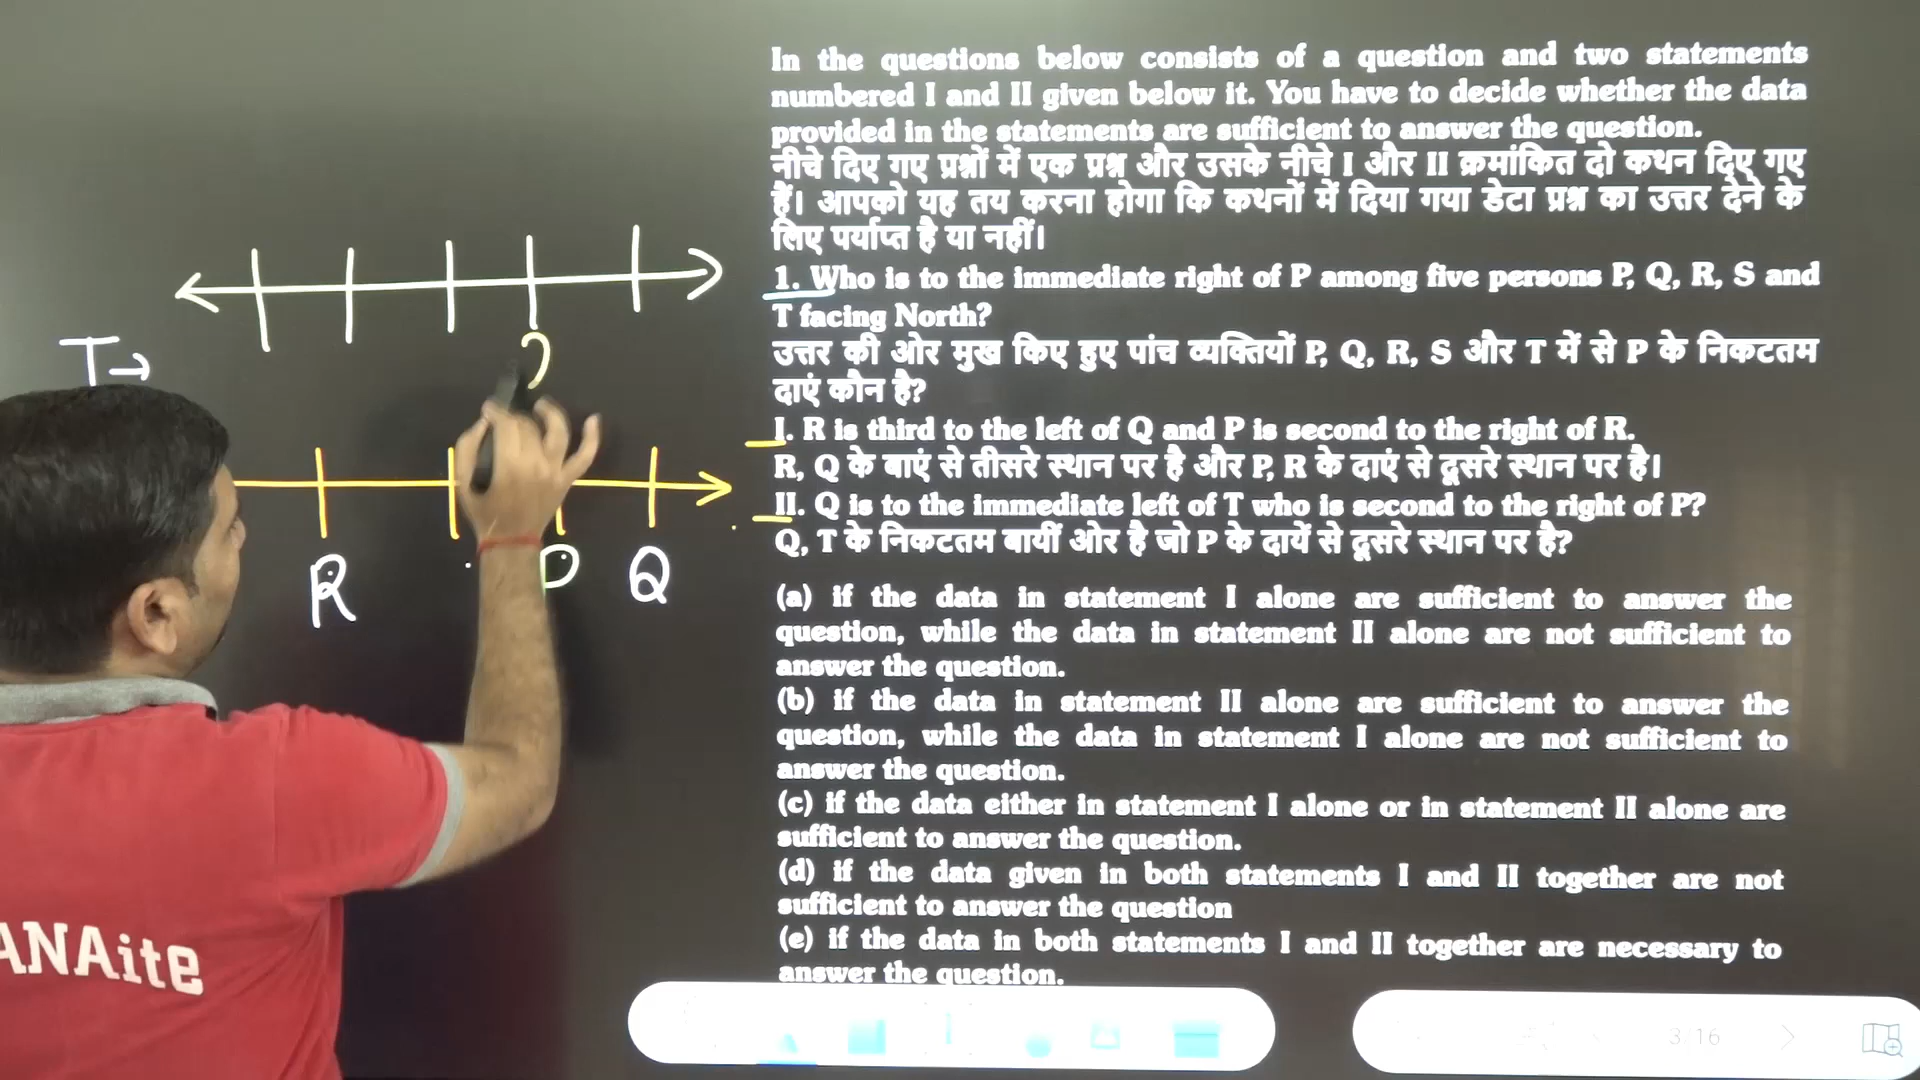 In the questions below consists of a question and two statements
numbered I and II given below it. You have to decide whether the data
provided in the statements are sufficient to answer the question.
नीचे दिए गए प्रश्नों में एक प्रश्न और उसके नीचे I और II क्रमांकित दो कथन दिए गए
हैं। आपको यह तय करना होगा कि कथनों में दिया गया डेटा प्रश्न का उत्तर देने के
लिए पर्याप्त है या नहीं।
1. Who is to the immediate right of P among five persons P, Q, R, S and
T facing North?
उत्तर की ओर मुख किए हुए पांच व्यक्तियों P, Q, R, S और T में से P के निकटतम
दाएं कौन है?
I. R is third to the left of Q and P is second to the right of R.
R, Q के बाएं से तीसरे स्थान पर है और P, R के दाएं से दूसरे स्थान पर है।
II. Q is to the immediate left of T who is second to the right of P?
Q, T के निकटतम बायीं ओर है जो P के दायें से दूसरे स्थान पर है?
(a) if the data in statement I alone are sufficient to answer the
question, while the data in statement II alone are not sufficient to
answer the question.
(b) if the data in statement II alone are sufficient to answer the
question, while the data in statement I alone are not sufficient to
answer the question.
(c) if the data either in statement I alone or in statement II alone are
sufficient to answer the question.
(d) if the data given in both statements I and II together are not
sufficient to answer the question
(e) if the data in both statements I and II together are necessary to
answer the question.
T→
R P Q
ANAite
3/16